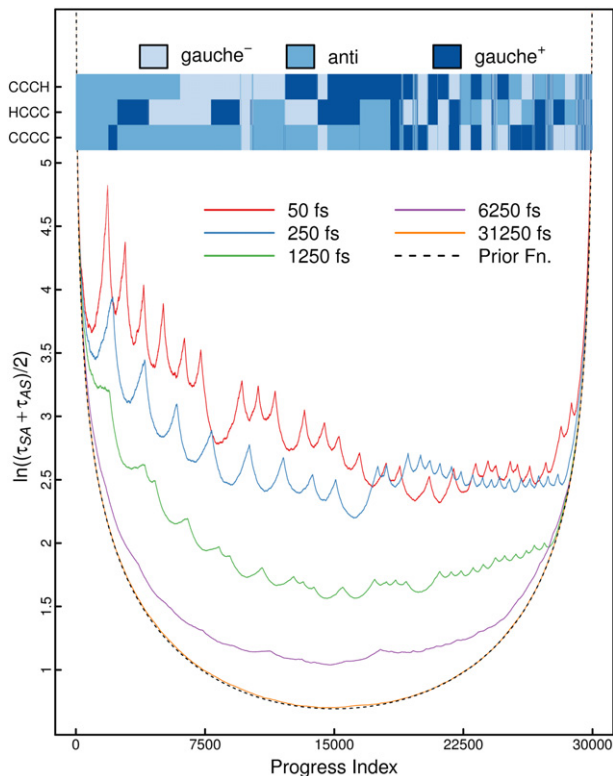 gauche⁻ anti gauche⁺
CCCH
HCCC
CCCC
5
4.5
4
3.5
3
2.5
2
1.5
1
ln((τSA + τAS)/2)
50 fs 6250 fs
250 fs 31250 fs
1250 fs Prior Fn.
0 7500 15000 22500 30000
Progress Index